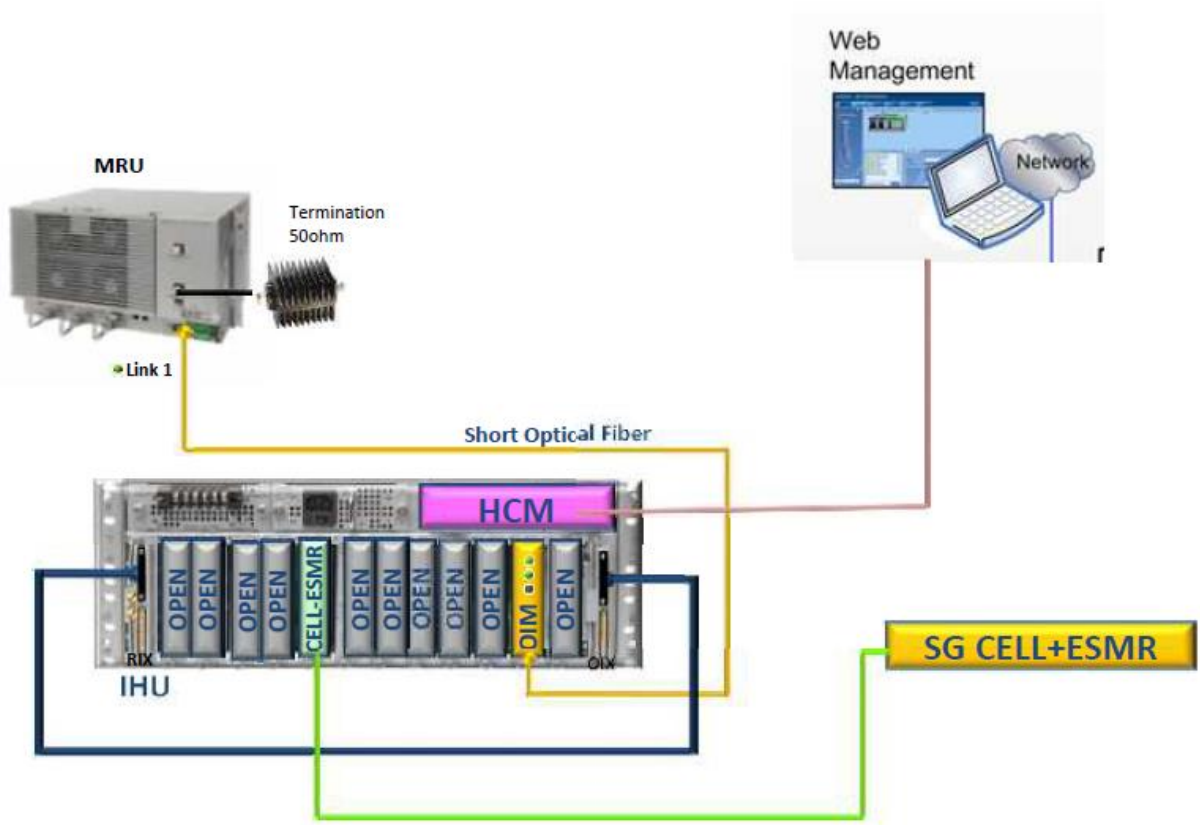 Web
Management
Network
MRU
Termination
50ohm
Link 1
Short Optical Fiber
HCM
OPEN
OPEN
OPEN
OPEN
CELL-ESMR
OPEN
OPEN
OPEN
OPEN
OPEN
OIM
OPEN
RIX
OIX
IHU
SG CELL+ESMR